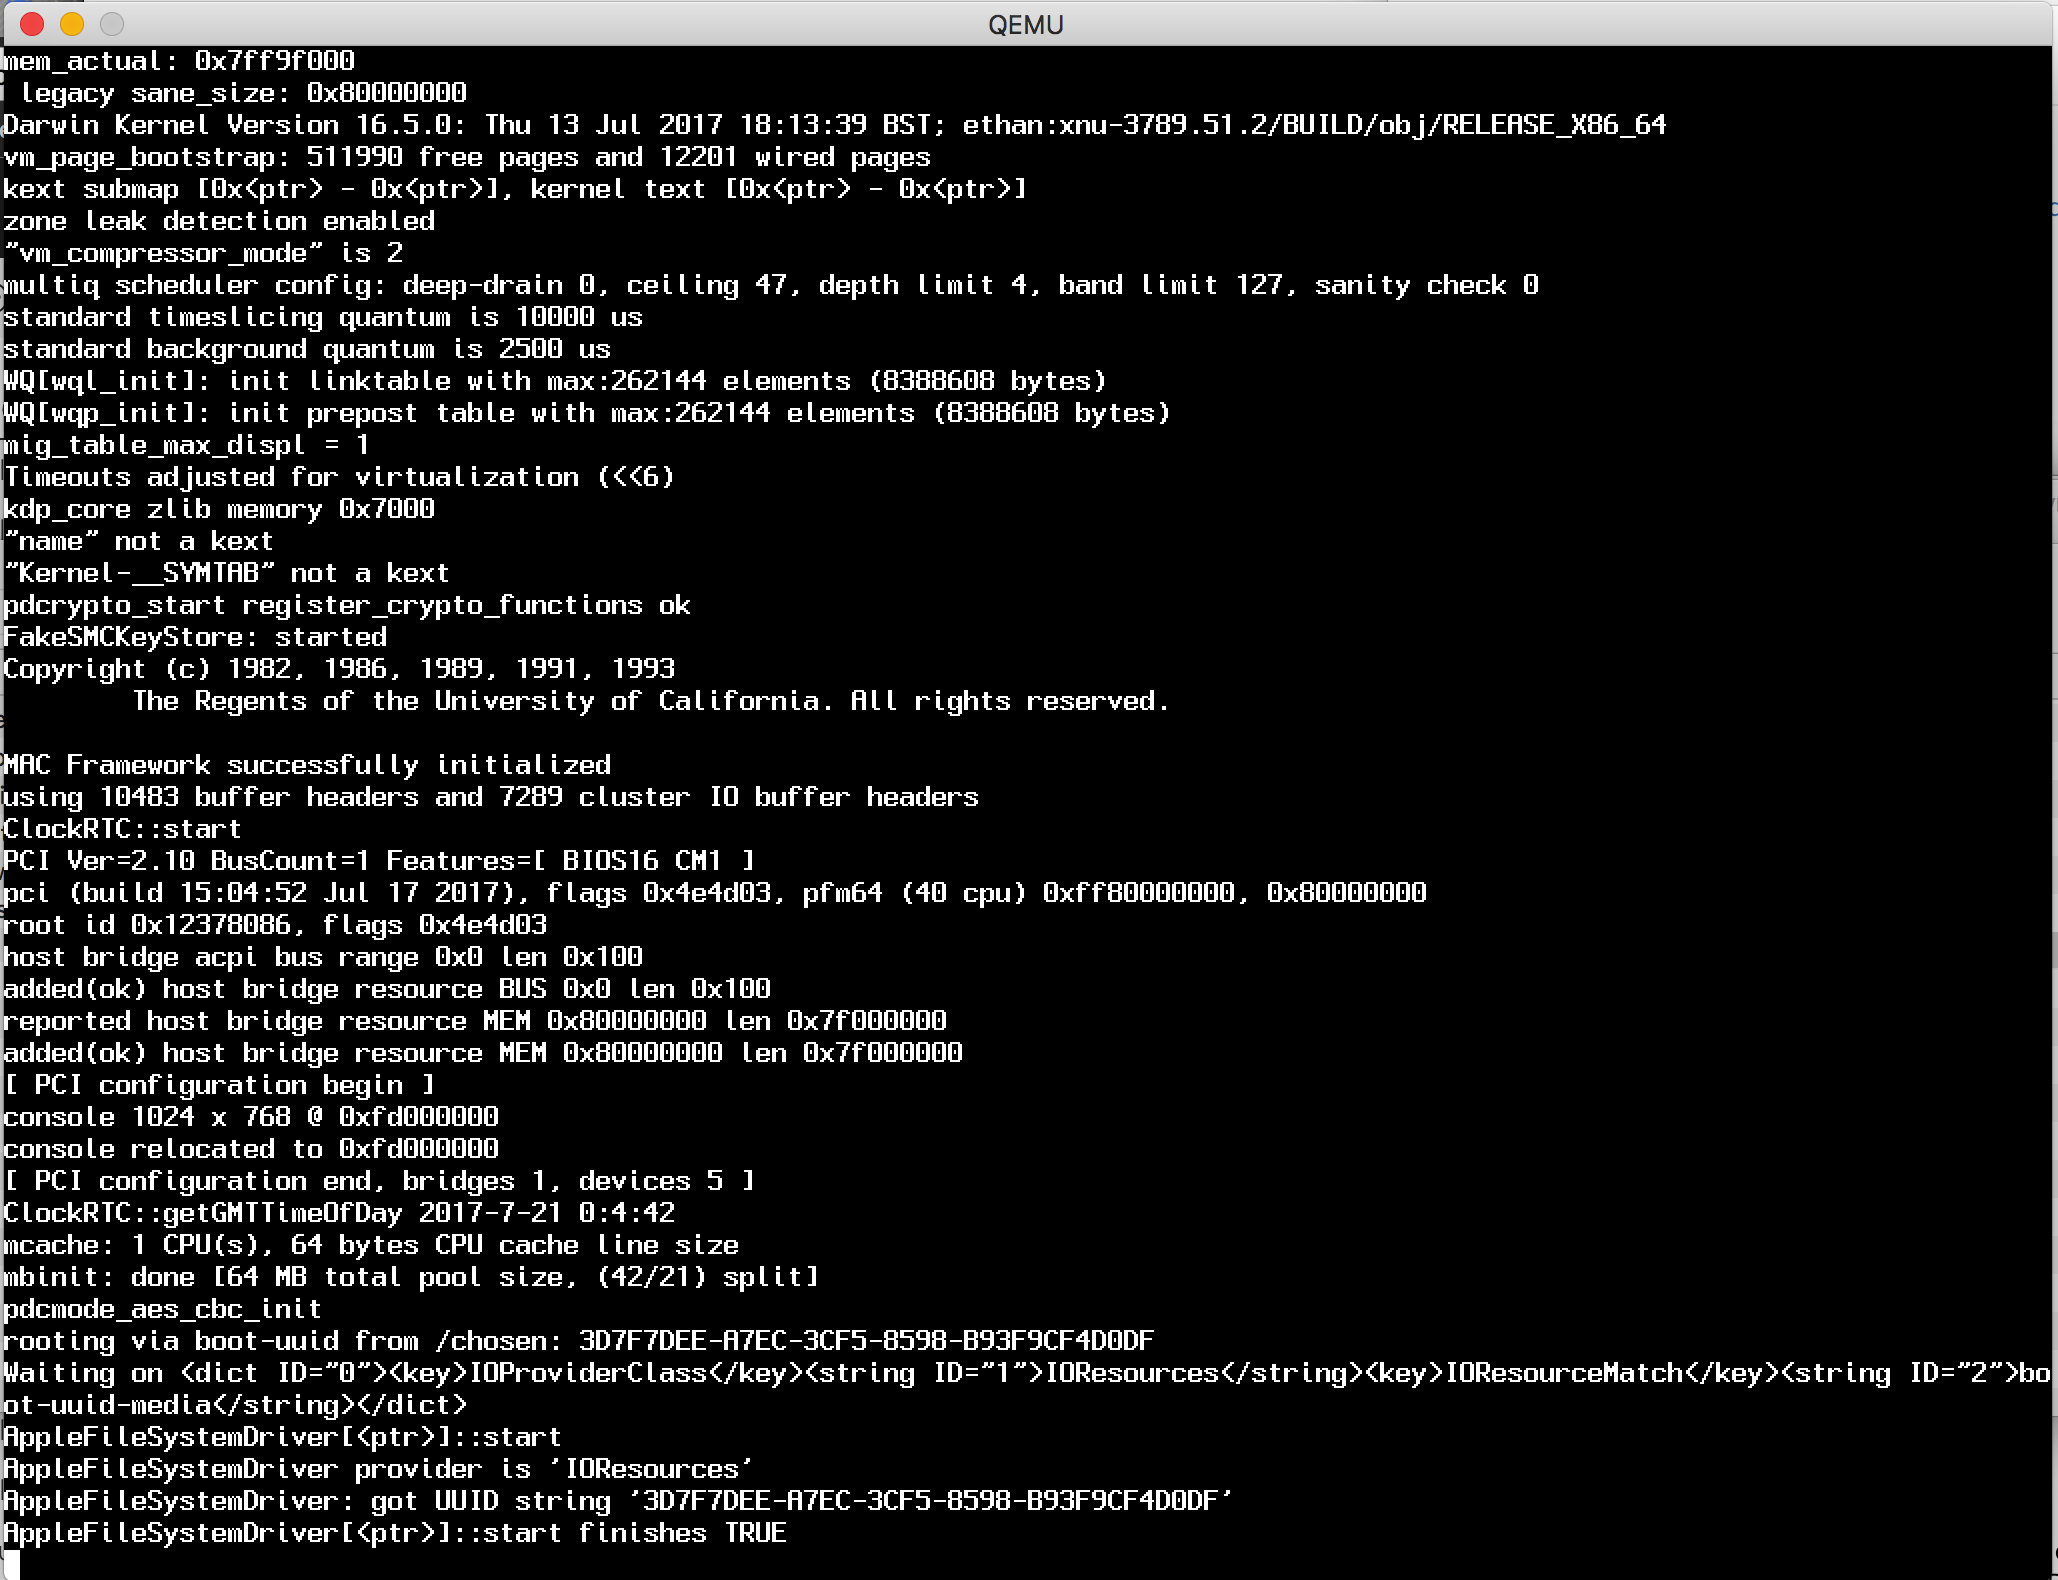 QEMU
mem_actual: 0x7ff9f000
 legacy sane_size: 0x80000000
Darwin Kernel Version 16.5.0: Thu 13 Jul 2017 18:13:39 BST; ethan:xnu-3789.51.2/BUILD/obj/RELEASE_X86_64
vm_page_bootstrap: 511990 free pages and 12201 wired pages
kext submap [0x<ptr> - 0x<ptr>], kernel text [0x<ptr> - 0x<ptr>]
zone leak detection enabled
"vm_compressor_mode" is 2
multiq scheduler config: deep-drain 0, ceiling 47, depth limit 4, band limit 127, sanity check 0
standard timeslicing quantum is 10000 us
standard background quantum is 2500 us
WQ[wql_init]: init linktable with max:262144 elements (8388608 bytes)
WQ[wqp_init]: init prepost table with max:262144 elements (8388608 bytes)
mig_table_max_displ = 1
Timeouts adjusted for virtualization (<<6)
kdp_core zlib memory 0x7000
"name" not a kext
"Kernel-__SYMTAB" not a kext
pdcrypto_start register_crypto_functions ok
FakeSMCKeyStore: started
Copyright (c) 1982, 1986, 1989, 1991, 1993
        The Regents of the University of California. All rights reserved.
MAC Framework successfully initialized
using 10483 buffer headers and 7289 cluster IO buffer headers
ClockRTC::start
PCI Ver=2.10 BusCount=1 Features=[ BIOS16 CM1 ]
pci (build 15:04:52 Jul 17 2017), flags 0x4e4d03, pfm64 (40 cpu) 0xff80000000, 0x80000000
root id 0x12378086, flags 0x4e4d03
host bridge acpi bus range 0x0 len 0x100
added(ok) host bridge resource BUS 0x0 len 0x100
reported host bridge resource MEM 0x80000000 len 0x7f000000
added(ok) host bridge resource MEM 0x80000000 len 0x7f000000
[ PCI configuration begin ]
console 1024 x 768 @ 0xfd000000
console relocated to 0xfd000000
[ PCI configuration end, bridges 1, devices 5 ]
ClockRTC::getGMTTimeOfDay 2017-7-21 0:4:42
mcache: 1 CPU(s), 64 bytes CPU cache line size
mbinit: done [64 MB total pool size, (42/21) split]
pdcmode_aes_cbc_init
rooting via boot-uuid from /chosen: 3D7F7DEE-A7EC-3CF5-8598-B93F9CF4D0DF
Waiting on <dict ID="0"><key>IOProviderClass</key><string ID="1">IOResources</string><key>IOResourceMatch</key><string ID="2">bo
ot-uuid-media</string></dict>
AppleFileSystemDriver[<ptr>]::start
AppleFileSystemDriver provider is 'IOResources'
AppleFileSystemDriver: got UUID string '3D7F7DEE-A7EC-3CF5-8598-B93F9CF4D0DF'
AppleFileSystemDriver[<ptr>]::start finishes TRUE